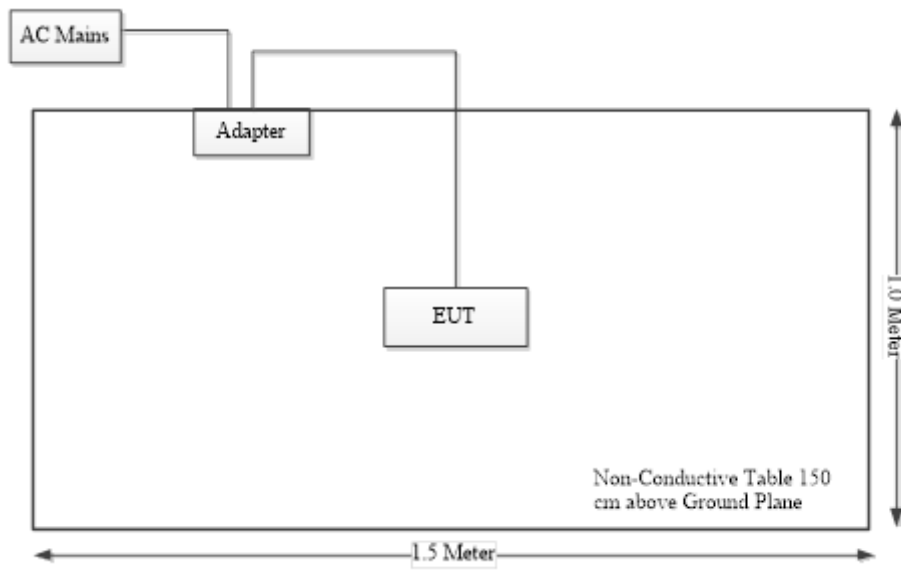 AC Mains
Adapter
EUT
1.0 Meter
Non-Conductive Table 150
cm above Ground Plane
1.5 Meter